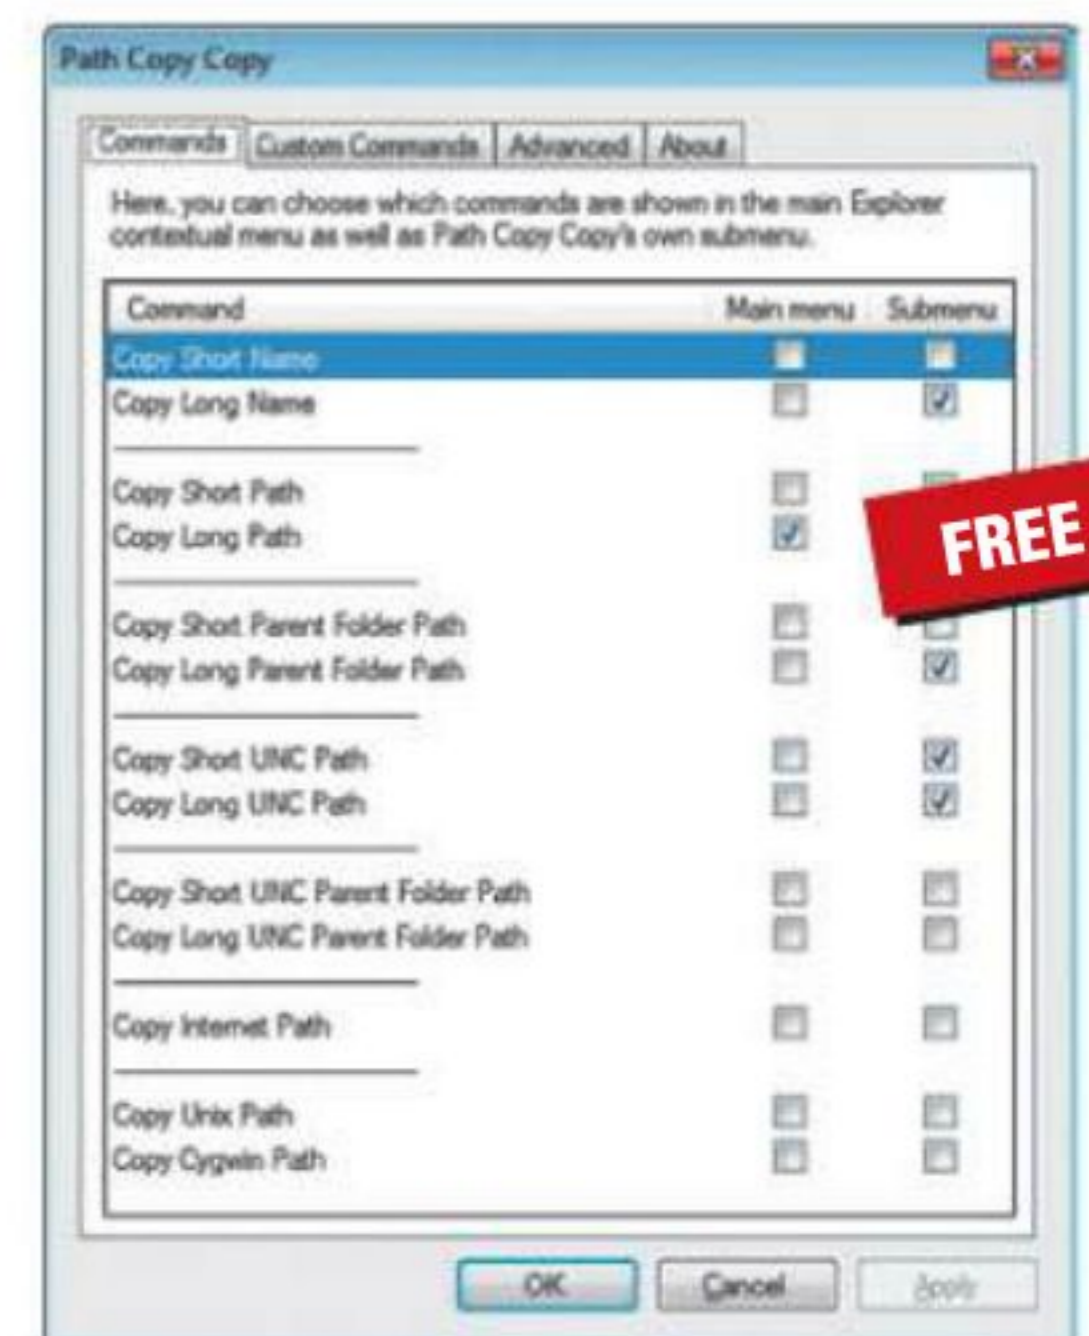 Path Copy Copy
Commands Custom Commands Advanced About
Here, you can choose which commands are shown in the main Explorer
contextual menu as well as Path Copy Copy's own submenu.
Command Main menu Submenu
Copy Short Name
Copy Long Name
Copy Short Path
Copy Long Path
FREE
Copy Short Parent Folder Path
Copy Long Parent Folder Path
Copy Short UNC Path
Copy Long UNC Path
Copy Short UNC Parent Folder Path
Copy Long UNC Parent Folder Path
Copy Internet Path
Copy Unix Path
Copy Cygwin Path
OK Cancel Apply